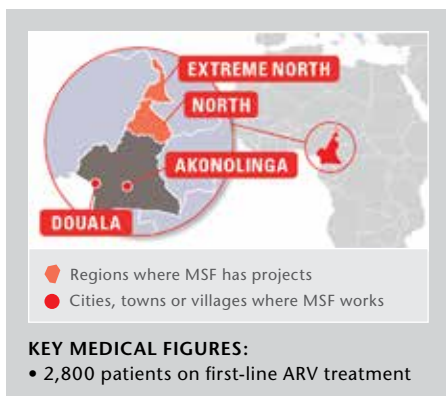 EXTREME NORTH
NORTH
AKONOLINGA
DOUALA
Regions where MSF has projects
Cities, towns or villages where MSF works
KEY MEDICAL FIGURES:
• 2,800 patients on first-line ARV treatment